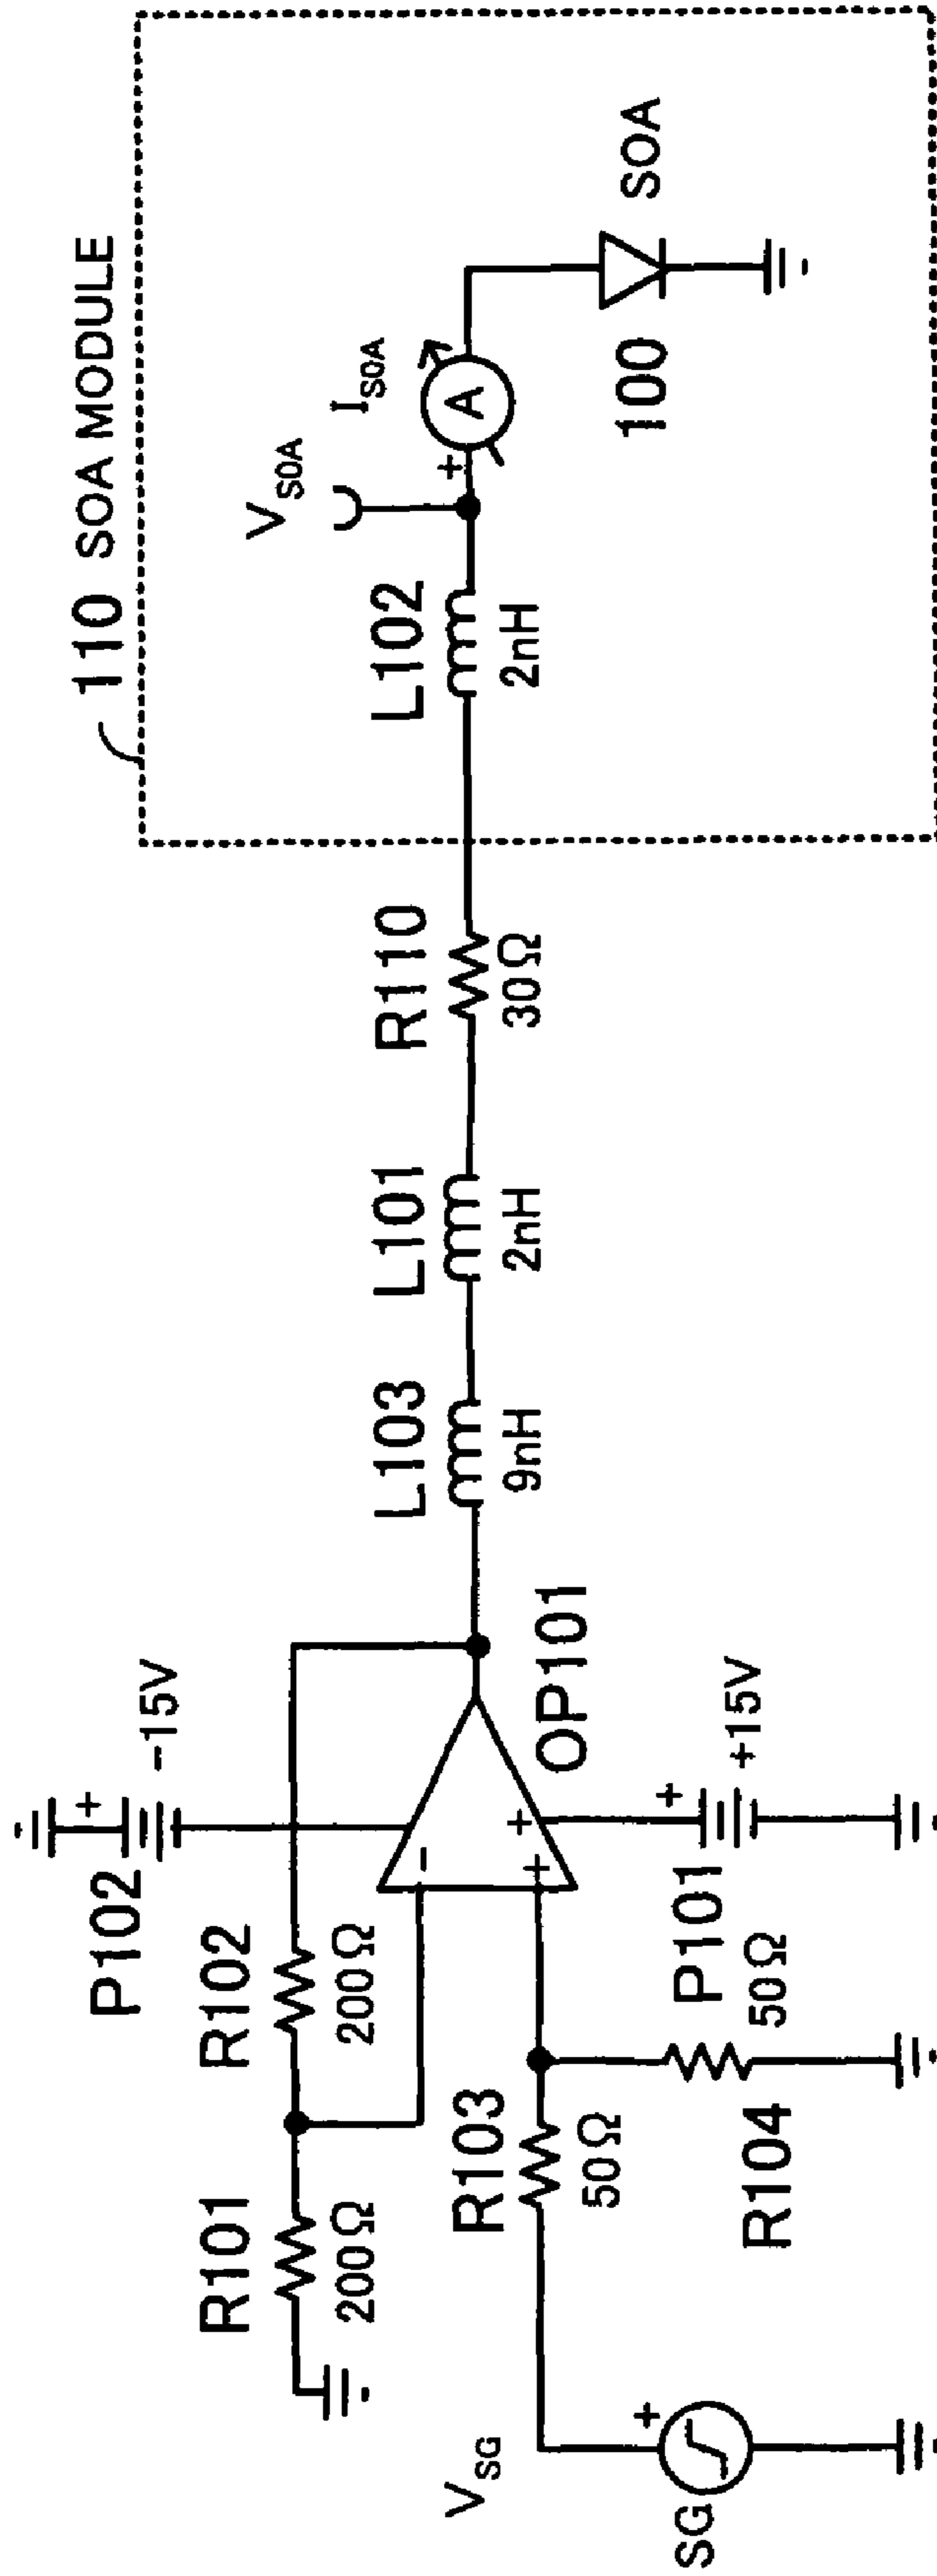 110 SOA MODULE
P102
+
-15V
R101
200Ω
R102
200Ω
-
+
+
OP101
L103
9nH
L101
2nH
R110
30Ω
L102
2nH
V_SOA
+
A
I_SOA
100
SOA
V_SG
+
SG
R103
50Ω
R104
50Ω
P101
+
+15V